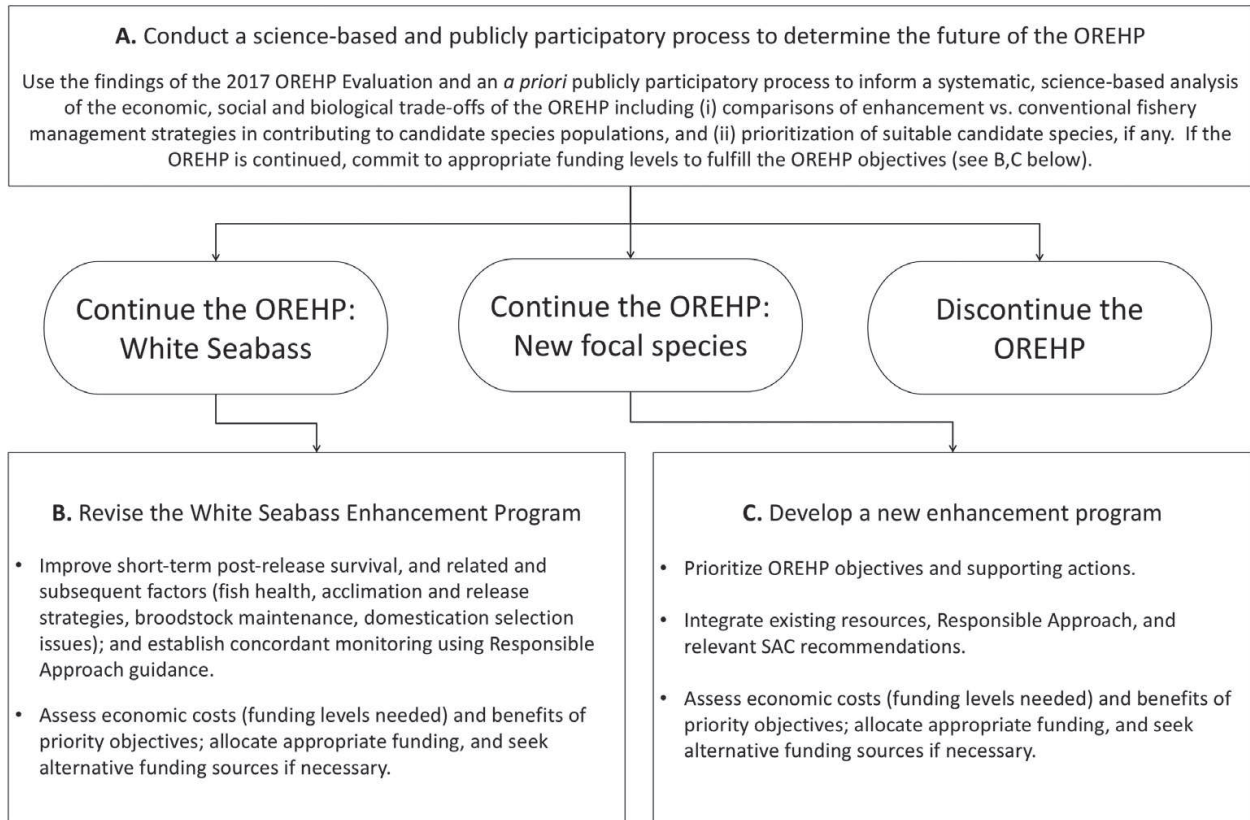 A. Conduct a science-based and publicly participatory process to determine the future of the OREHP
Use the findings of the 2017 OREHP Evaluation and an a priori publicly participatory process to inform a systematic, science-based analysis
of the economic, social and biological trade-offs of the OREHP including (i) comparisons of enhancement vs. conventional fishery
management strategies in contributing to candidate species populations, and (ii) prioritization of suitable candidate species, if any. If the
OREHP is continued, commit to appropriate funding levels to fulfill the OREHP objectives (see B,C below).
Continue the OREHP:
White Seabass
Continue the OREHP:
New focal species
Discontinue the
OREHP
B. Revise the White Seabass Enhancement Program
• Improve short-term post-release survival, and related and
subsequent factors (fish health, acclimation and release
strategies, broodstock maintenance, domestication selection
issues); and establish concordant monitoring using Responsible
Approach guidance.
• Assess economic costs (funding levels needed) and benefits of
priority objectives; allocate appropriate funding, and seek
alternative funding sources if necessary.
C. Develop a new enhancement program
• Prioritize OREHP objectives and supporting actions.
• Integrate existing resources, Responsible Approach, and
relevant SAC recommendations.
• Assess economic costs (funding levels needed) and benefits of
priority objectives; allocate appropriate funding, and seek
alternative funding sources if necessary.